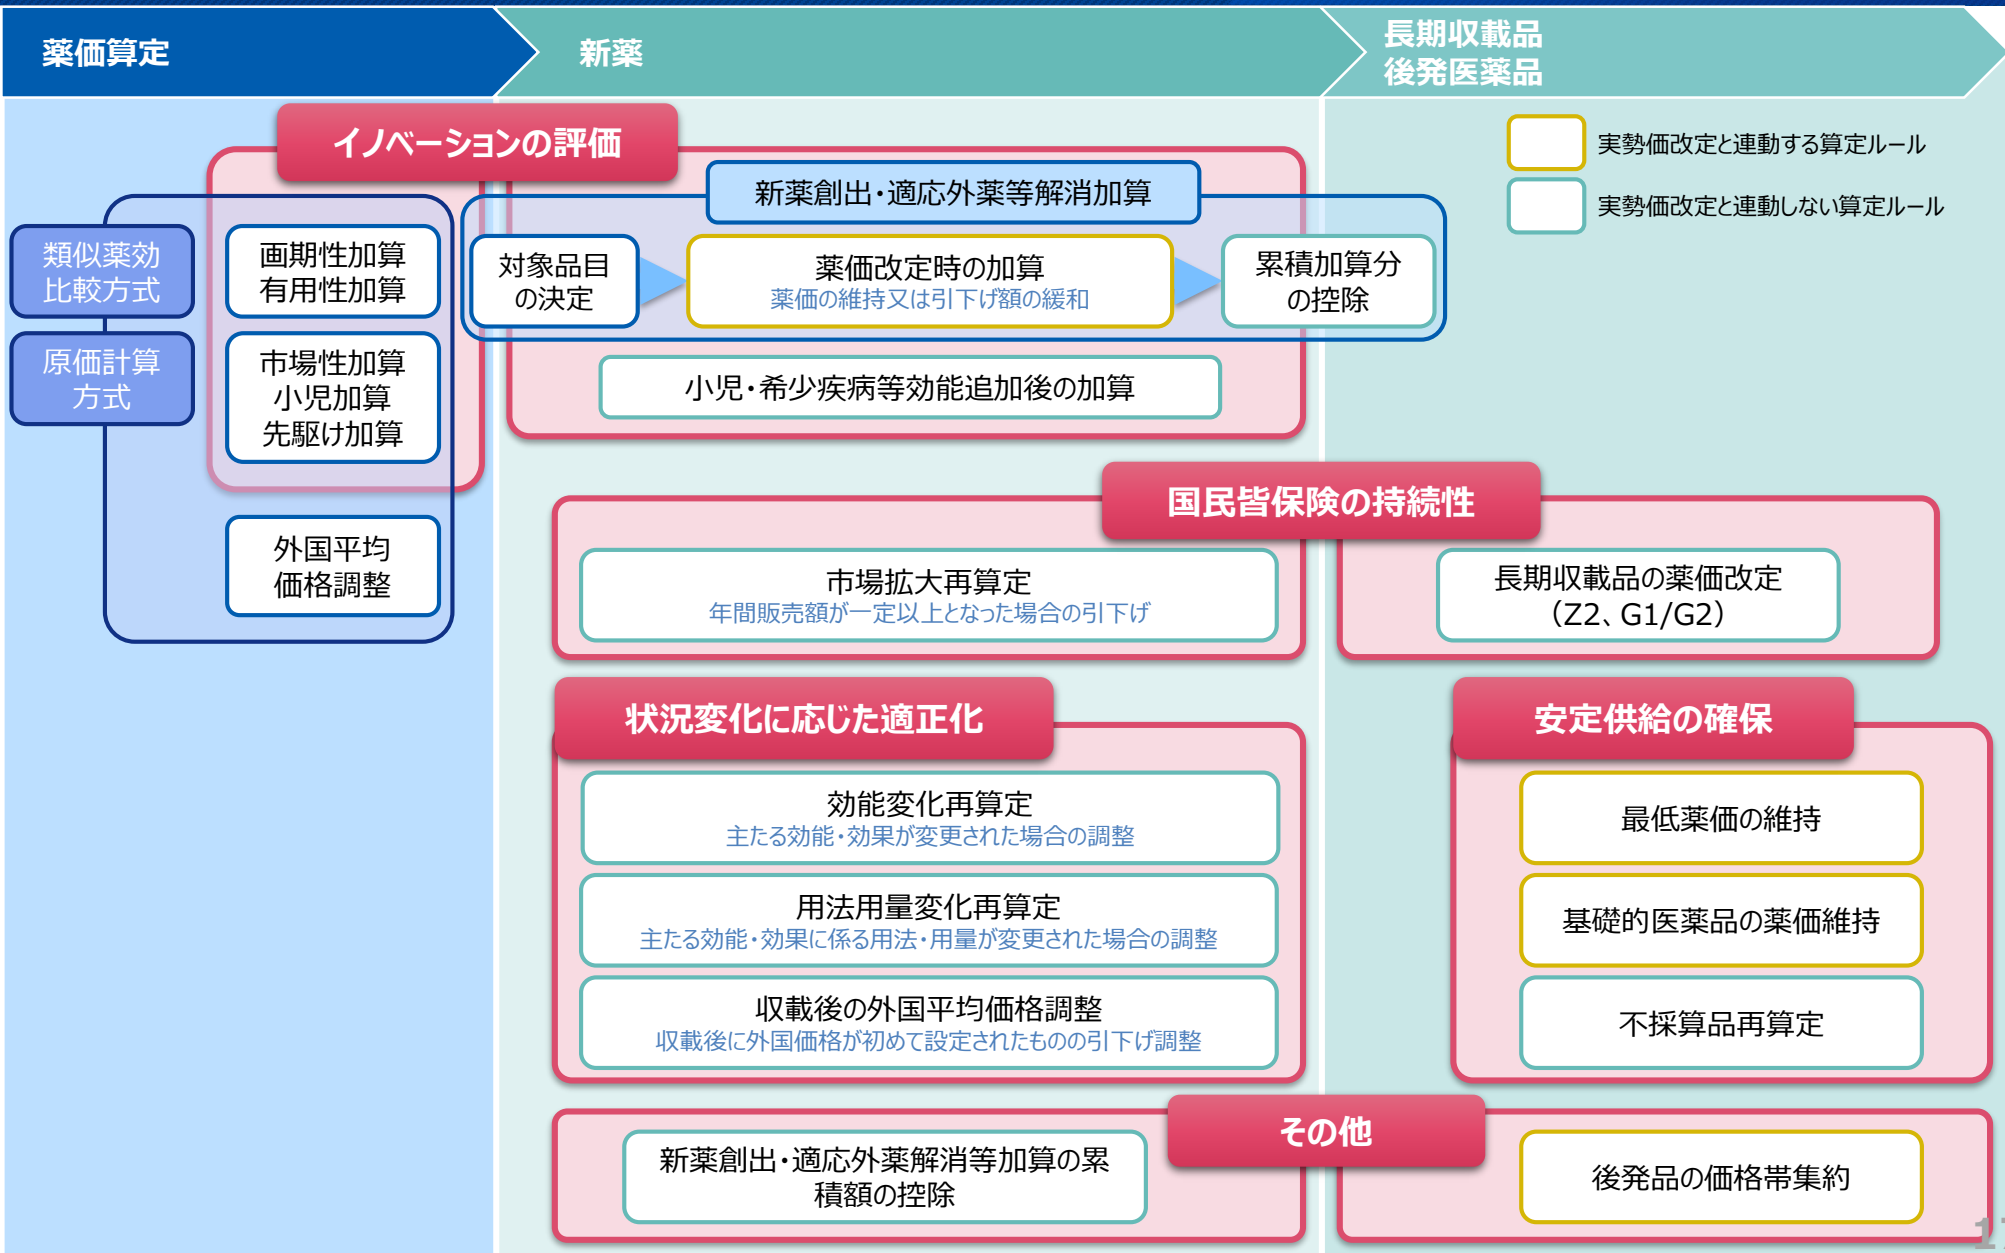 薬価算定
新薬
長期収載品
後発医薬品
イノベーションの評価
実勢価改定と連動する算定ルール
実勢価改定と連動しない算定ルール
新薬創出・適応外薬等解消加算
類似薬効
比較方式
画期性加算
有用性加算
対象品目
の決定
薬価改定時の加算
薬価の維持又は引下げ額の緩和
累積加算分
の控除
原価計算
方式
市場性加算
小児加算
先駆け加算
小児・希少疾病等効能追加後の加算
外国平均
価格調整
国民皆保険の持続性
市場拡大再算定
年間販売額が一定以上となった場合の引下げ
長期収載品の薬価改定
（Z2、G1/G2）
状況変化に応じた適正化
効能変化再算定
主たる効能・効果が変更された場合の調整
用法用量変化再算定
主たる効能・効果に係る用法・用量が変更された場合の調整
収載後の外国平均価格調整
収載後に外国価格が初めて設定されたものの引下げ調整
安定供給の確保
最低薬価の維持
基礎的医薬品の薬価維持
不採算品再算定
その他
新薬創出・適応外薬解消等加算の累
積額の控除
後発品の価格帯集約